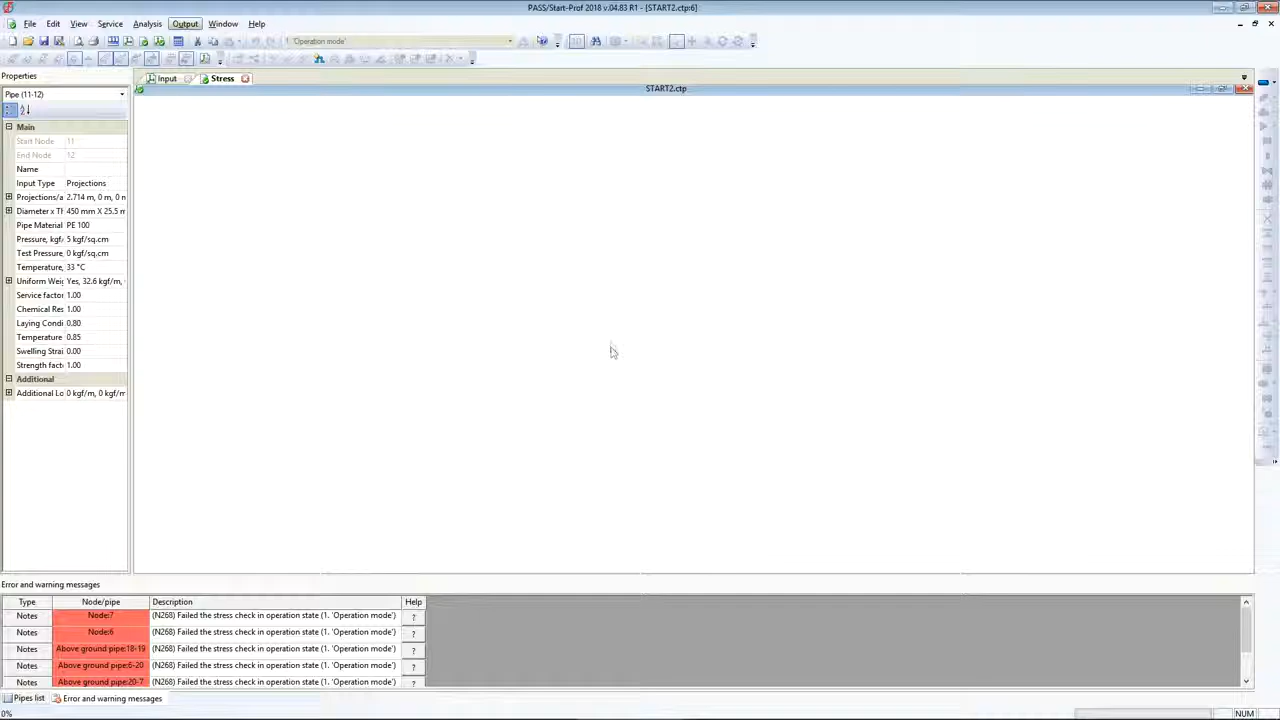 PASS/Start-Prof 2018 v.04.83 R1 - [START2.ctp:6]
File Edit View Service Analysis Output Window Help
'Operation mode'
Properties
Input Stress
START2.ctp
Pipe (11-12)
Main
Start Node 11
End Node 12
Name
Input Type Projections
Projections/a 2.714 m, 0 m, 0 n
Diameter x Th 450 mm X 25.5 m
Pipe Material PE 100
Pressure, kgf/ 5 kgf/sq.cm
Test Pressure, 0 kgf/sq.cm
Temperature, 33 °C
Uniform Weig Yes, 32.6 kgf/m,
Service factor 1.00
Chemical Res 1.00
Laying Condi 0.80
Temperature 0.85
Swelling Strai 0.00
Strength fact 1.00
Additional
Additional Lo 0 kgf/m, 0 kgf/m
Error and warning messages
Type Node/pipe Description Help
Notes Node:7 (N268) Failed the stress check in operation state (1. 'Operation mode') ?
Notes Node:6 (N268) Failed the stress check in operation state (1. 'Operation mode') ?
Notes Above ground pipe:18-19 (N268) Failed the stress check in operation state (1. 'Operation mode') ?
Notes Above ground pipe:6-20 (N268) Failed the stress check in operation state (1. 'Operation mode') ?
Notes Above ground pipe:20-7 (N268) Failed the stress check in operation state (1. 'Operation mode') ?
Pipes list Error and warning messages
0% NUM